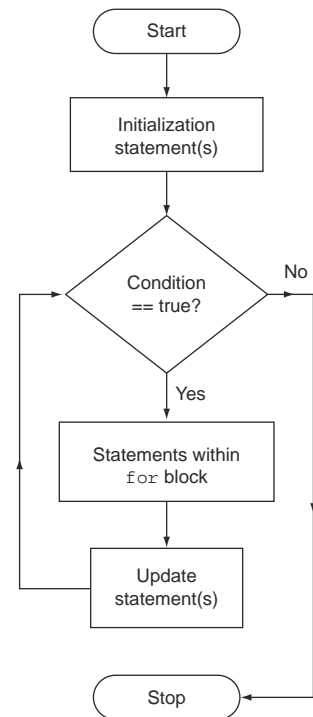 Start
Initialization
statement(s)
Condition
== true?
No
Yes
Statements within
for block
Update
statement(s)
Stop